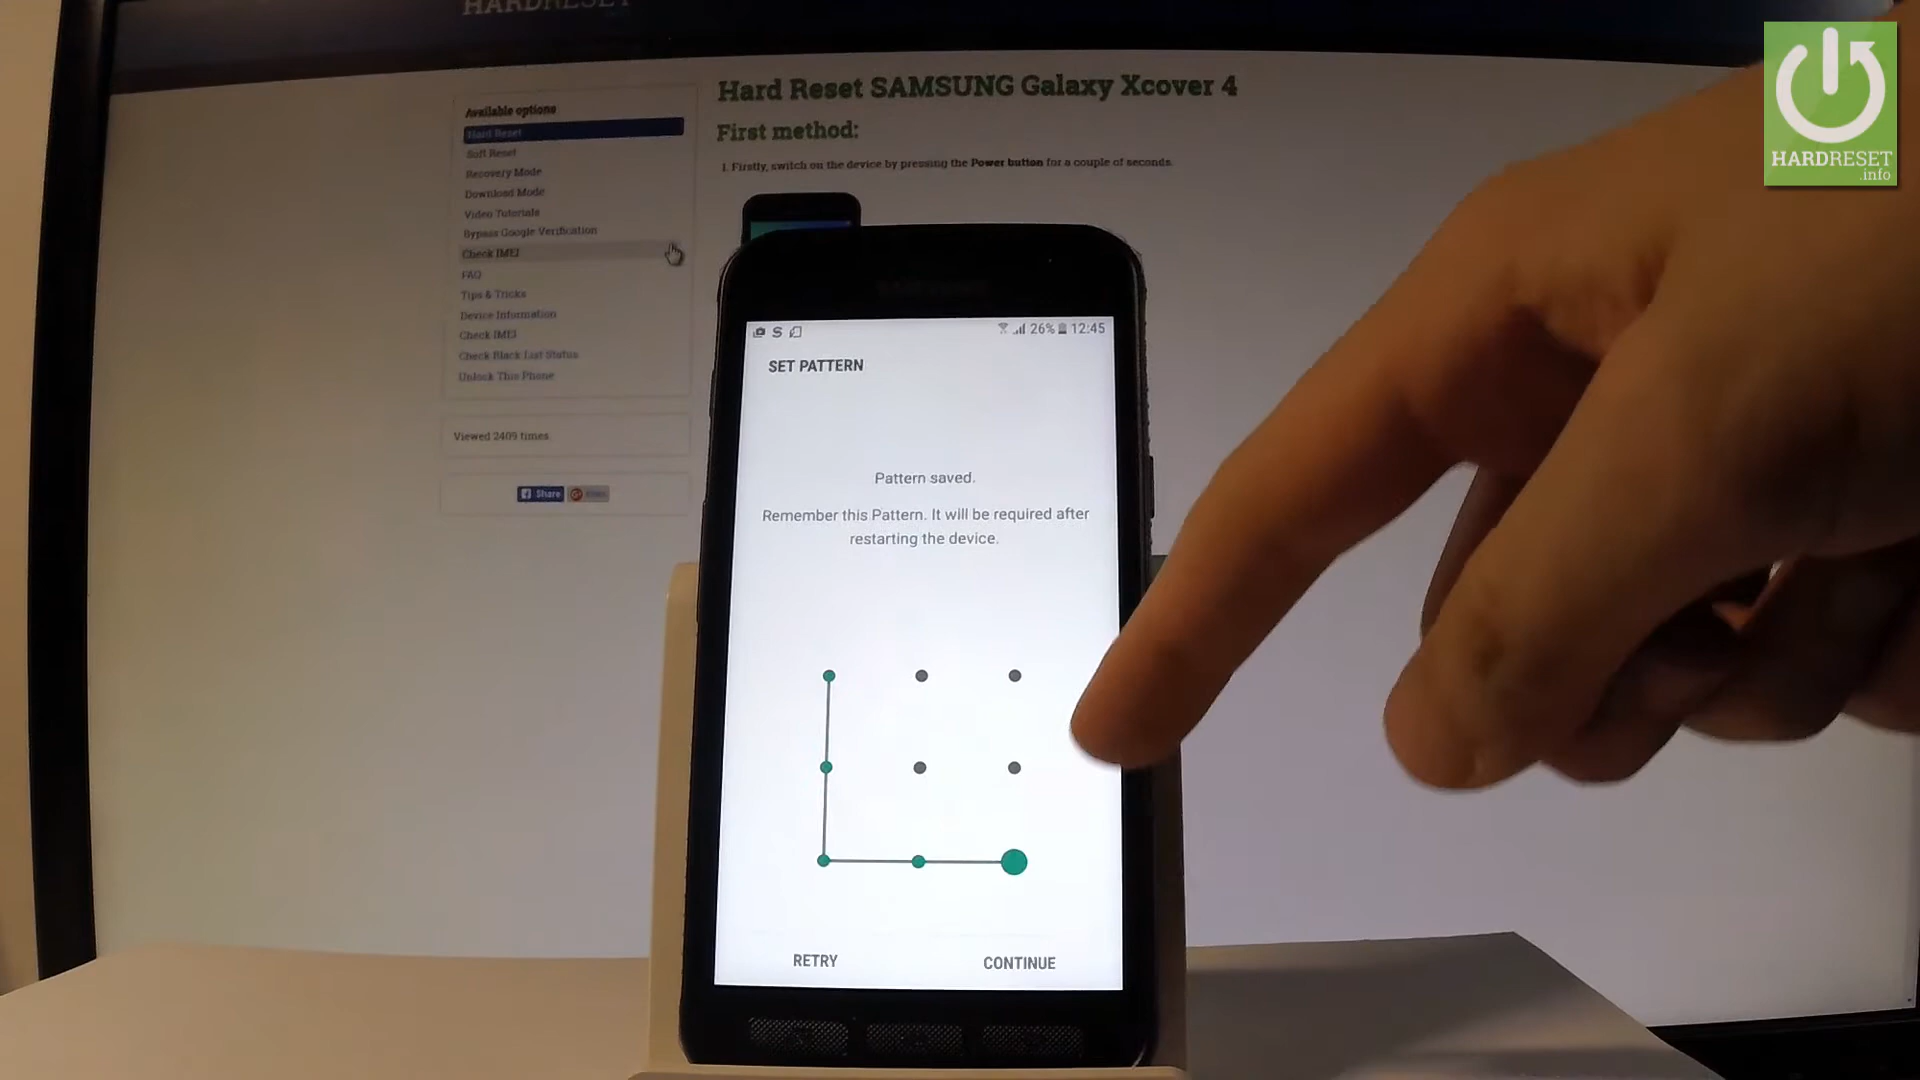 HARDRESET
Hard Reset SAMSUNG Galaxy Xcover 4
First method:
1. Firstly, switch on the device by pressing the Power button for a couple of seconds.
Available options
Hard Reset
Soft Reset
Recovery Mode
Download Mode
Video Tutorials
Bypass Google Verification
Check IMEI
FAQ
Tips & Tricks
Device Information
Check IMEI
Check Black List Status
Unlock This Phone
Viewed 2409 times
Share
26% 12:45
SET PATTERN
Pattern saved.
Remember this Pattern. It will be required after
restarting the device.
RETRY
CONTINUE
HARDRESET
.info